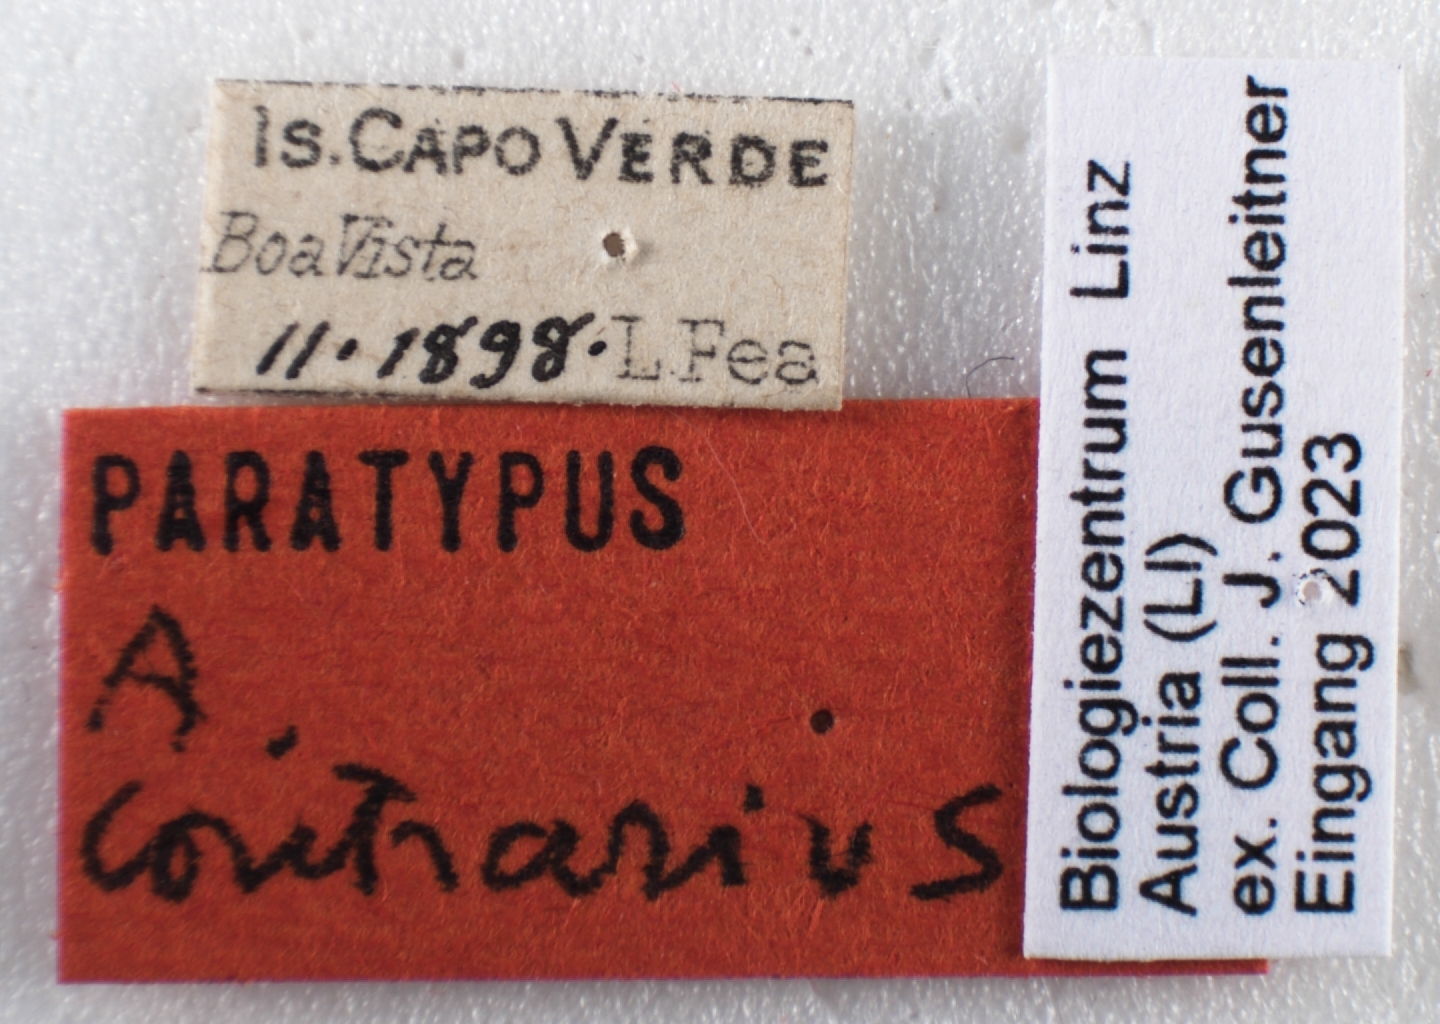 Is. CAPO VERDE
Boa Vista
11·1898· L. Fea
PARATYPUS
A.
contrarius
Biologiezentrum Linz
Austria (LI)
ex. Coll. J. Gusenleitner
Eingang 2023